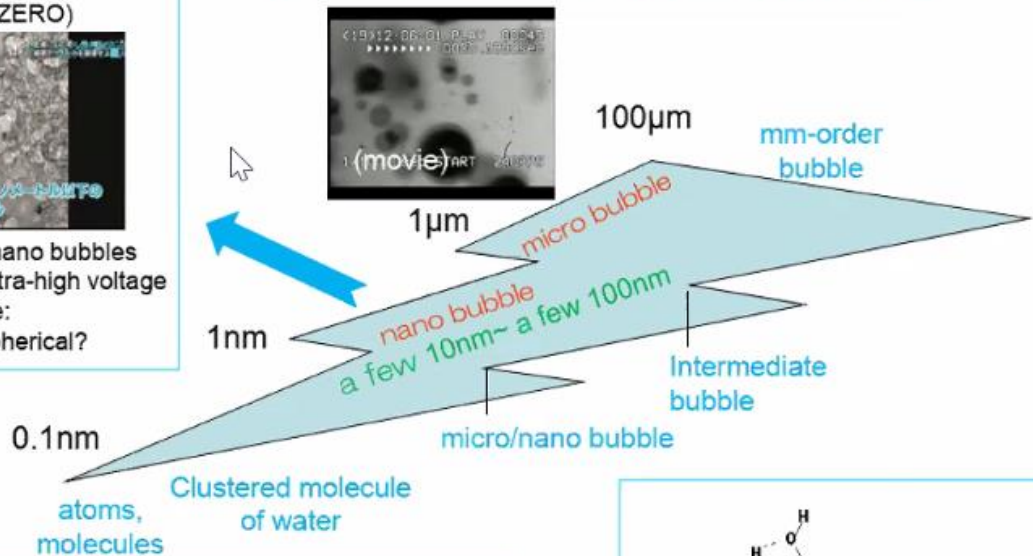 ZERO)
nano bubbles
tra-high voltage
e:
herical?
(movie)
100μm
mm-order
bubble
1μm
micro bubble
nano bubble
a few 10nm~ a few 100nm
1nm
Intermediate
bubble
micro/nano bubble
0.1nm
Clustered molecule
of water
atoms,
molecules
H
H O